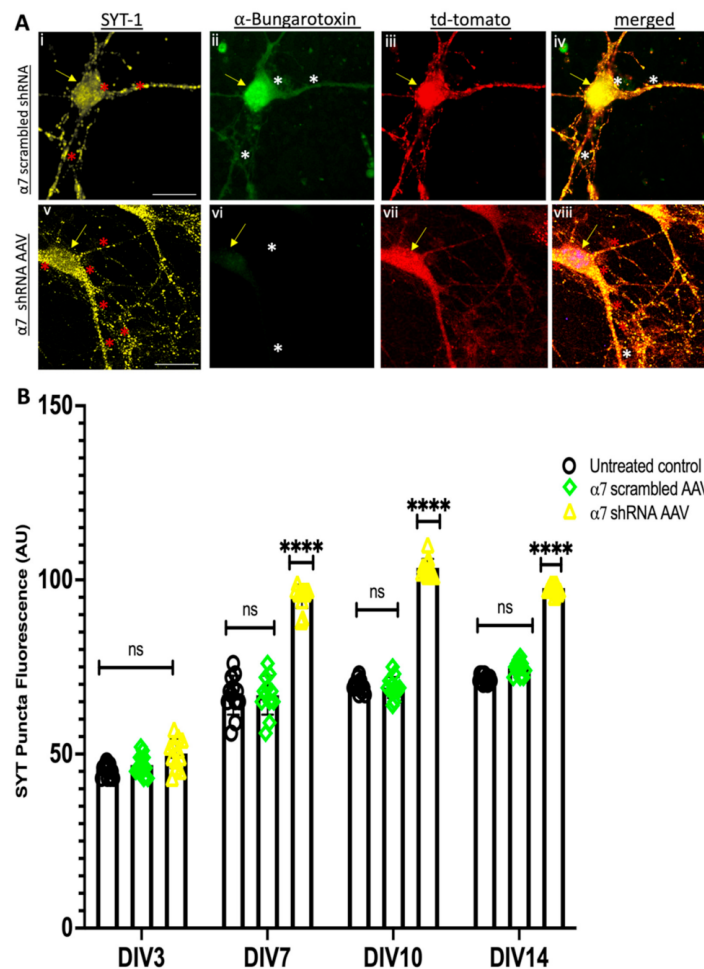 A
SYT-1 α-Bungarotoxin td-tomato merged
α7 scrambled shRNA
i ii iii iv
* * * * * * * *
α7 shRNA AAV
v vi vii viii
* * * * * * * * *
B
SYT Puncta Fluorescence (AU)
150
100
50
0
Untreated control
α7 scrambled AAV
α7 shRNA AAV
ns
ns
****
ns
****
ns
****
DIV3 DIV7 DIV10 DIV14